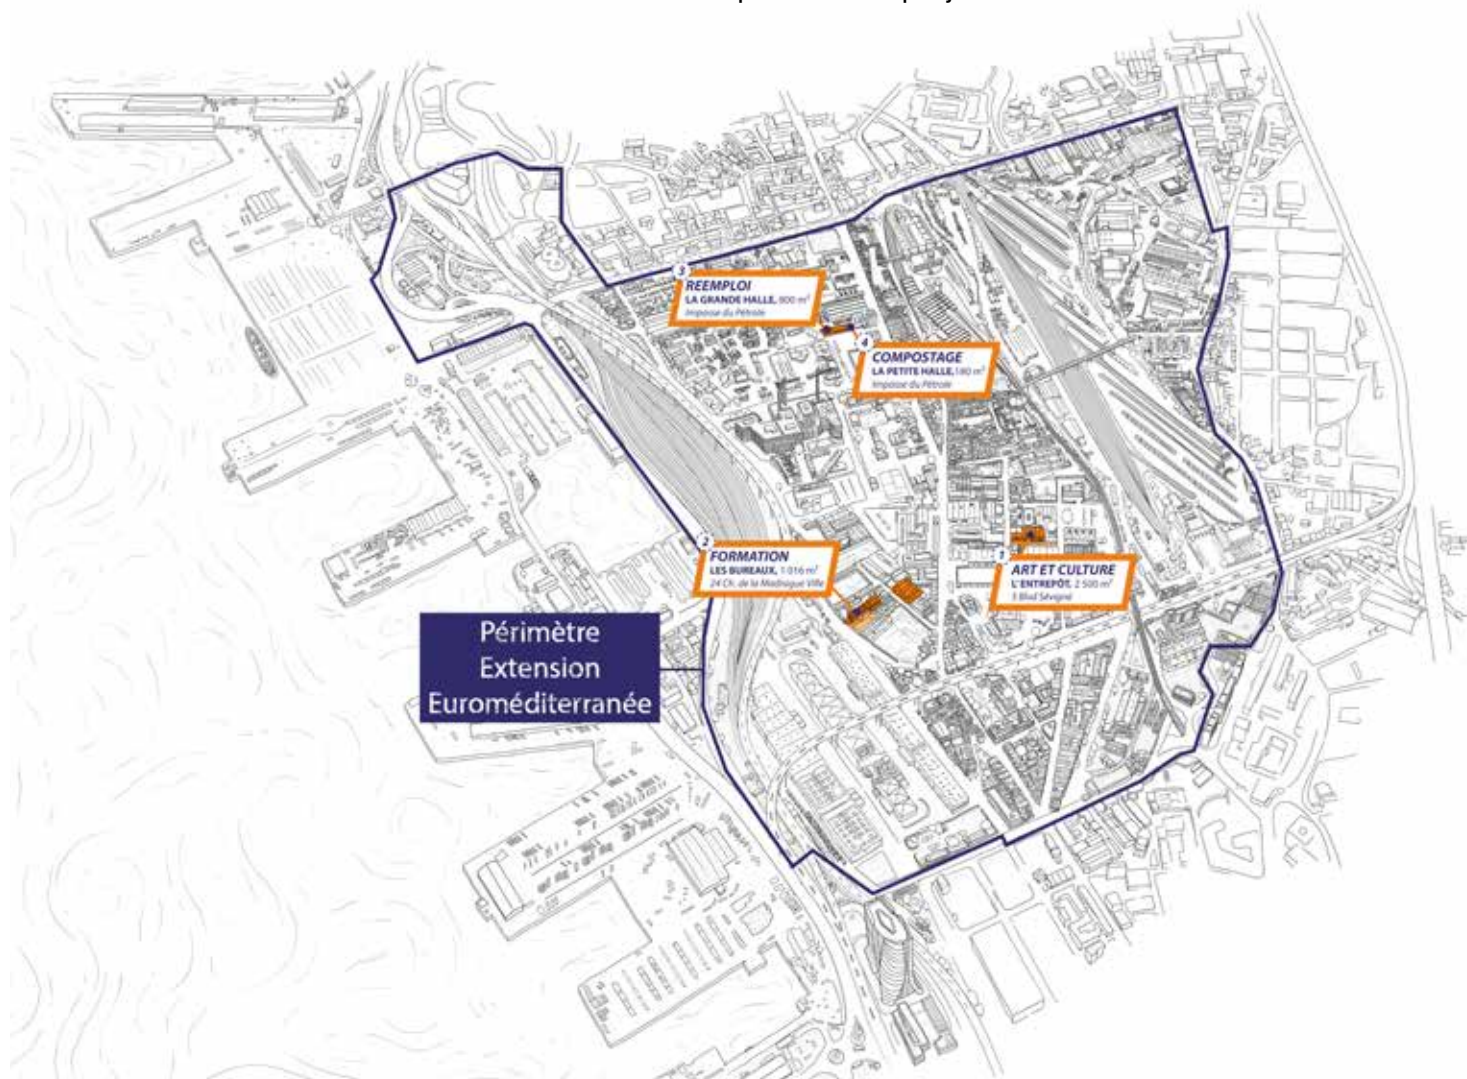 3
REEMPLOI
LA GRANDE HALLE, 800 m²
Impasse du Pétrole
4
COMPOSTAGE
LA PETITE HALLE, 180 m²
Impasse du Pétrole
2
FORMATION
LES BUREAUX, 1 016 m²
24 Ch. de la Madrague Ville
1
ART ET CULTURE
L'ENTREPÔT, 2 500 m²
3 Blvd Sévigné
Périmètre
Extension
Euroméditerranée